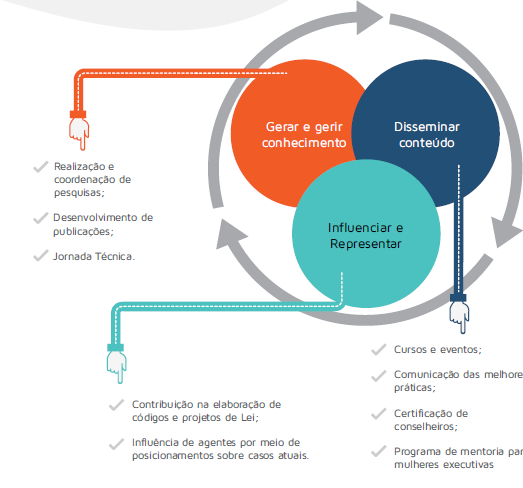 Gerar e gerir
conhecimento
Disseminar
conteúdo
Influenciar e
Representar
Realização e
coordenação de
pesquisas;
Desenvolvimento de
publicações;
Jornada Técnica.
Contribuição na elaboração de
códigos e projetos de Lei;
Influência de agentes por meio de
posicionamentos sobre casos atuais.
Cursos e eventos;
Comunicação das melhore
práticas;
Certificação de
conselheiros;
Programa de mentoria par
mulheres executivas